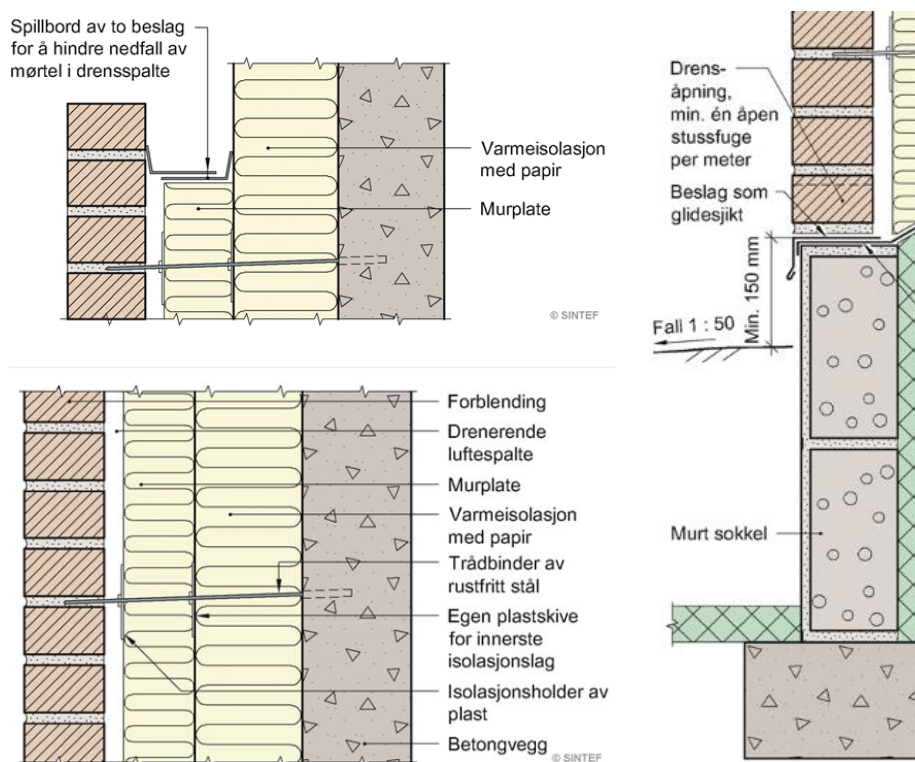 Spillbord av to beslag
for å hindre nedfall av
mørtel i drensspalte
Varmeisolasjon
med papir
Murplate
© SINTEF
Forblending
Drenerende
luftespalte
Murplate
Varmeisolasjon
med papir
Trådbinder av
rustfritt stål
Egen plastskive
for innerste
isolasjonslag
Isolasjonsholder av
plast
Betongvegg
© SINTEF
Drens-
åpning,
min. én åpen
stussfuge
per meter
Beslag som
glidesjikt
Min. 150 mm
Fall 1 : 50
Murt sokkel